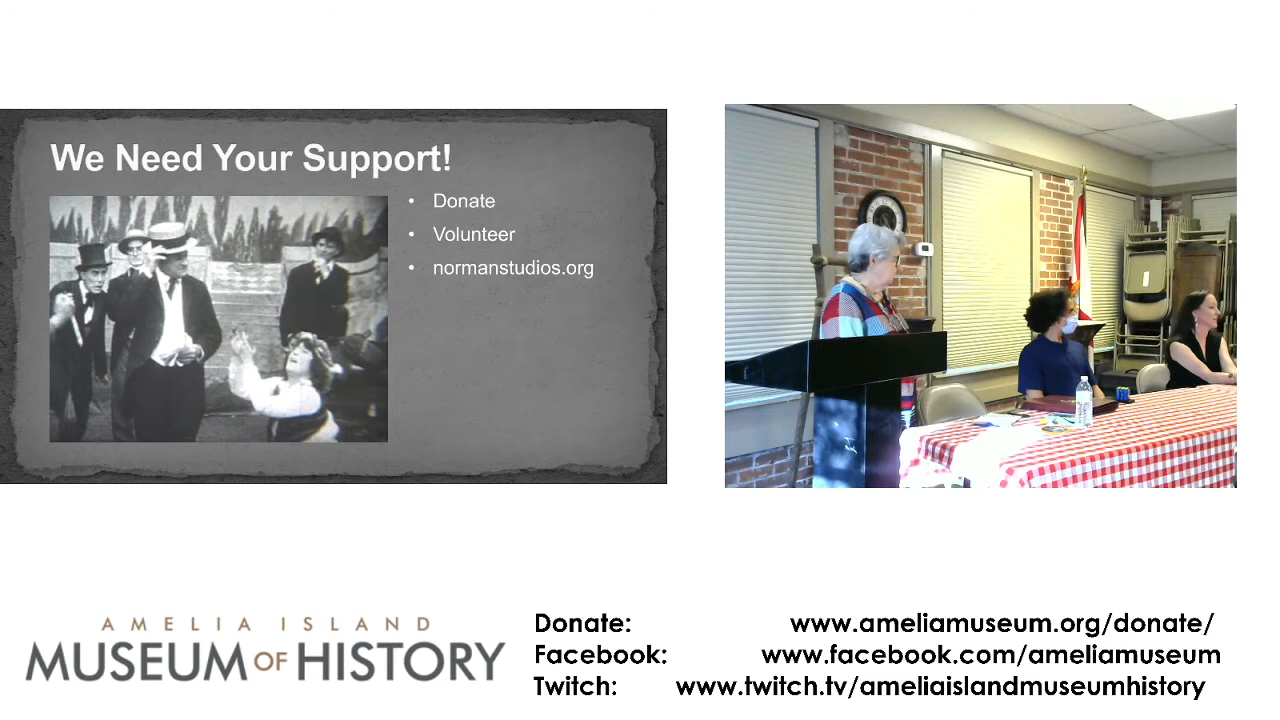 We Need Your Support!
• Donate
• Volunteer
• normanstudios.org
AMELIA ISLAND
MUSEUM OF HISTORY
Donate: www.ameliamuseum.org/donate/
Facebook: www.facebook.com/ameliamuseum
Twitch: www.twitch.tv/ameliaislandmuseumhistory